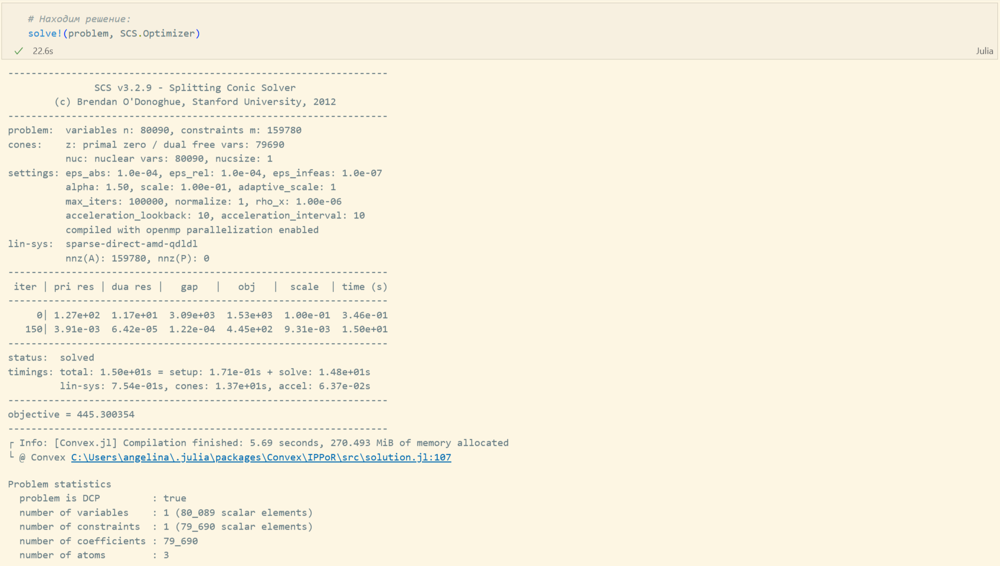 # Находим решение:
solve!(problem, SCS.Optimizer)
✓ 22.6s Julia
------------------------------------------------------------------
SCS v3.2.9 - Splitting Conic Solver
(c) Brendan O'Donoghue, Stanford University, 2012
------------------------------------------------------------------
problem:  variables n: 80090, constraints m: 159780
cones:    z: primal zero / dual free vars: 79690
nuc: nuclear vars: 80090, nucsize: 1
settings: eps_abs: 1.0e-04, eps_rel: 1.0e-04, eps_infeas: 1.0e-07
alpha: 1.50, scale: 1.00e-01, adaptive_scale: 1
max_iters: 100000, normalize: 1, rho_x: 1.00e-06
acceleration_lookback: 10, acceleration_interval: 10
compiled with openmp parallelization enabled
lin-sys:  sparse-direct-amd-qdldl
nnz(A): 159780, nnz(P): 0
------------------------------------------------------------------
iter | pri res | dua res |   gap   |   obj   |  scale  | time (s)
------------------------------------------------------------------
0| 1.27e+02  1.17e+01  3.09e+03  1.53e+03  1.00e-01  3.46e-01
150| 3.91e-03  6.42e-05  1.22e-04  4.45e+02  9.31e-03  1.50e+01
------------------------------------------------------------------
status:  solved
timings: total: 1.50e+01s = setup: 1.71e-01s + solve: 1.48e+01s
lin-sys: 7.54e-01s, cones: 1.37e+01s, accel: 6.37e-02s
------------------------------------------------------------------
objective = 445.300354
------------------------------------------------------------------
┌ Info: [Convex.jl] Compilation finished: 5.69 seconds, 270.493 MiB of memory allocated
└ @ Convex C:\Users\angelina\.julia\packages\Convex\IPPoR\src\solution.jl:107
Problem statistics
problem is DCP         : true
number of variables    : 1 (80_089 scalar elements)
number of constraints  : 1 (79_690 scalar elements)
number of coefficients : 79_690
number of atoms        : 3